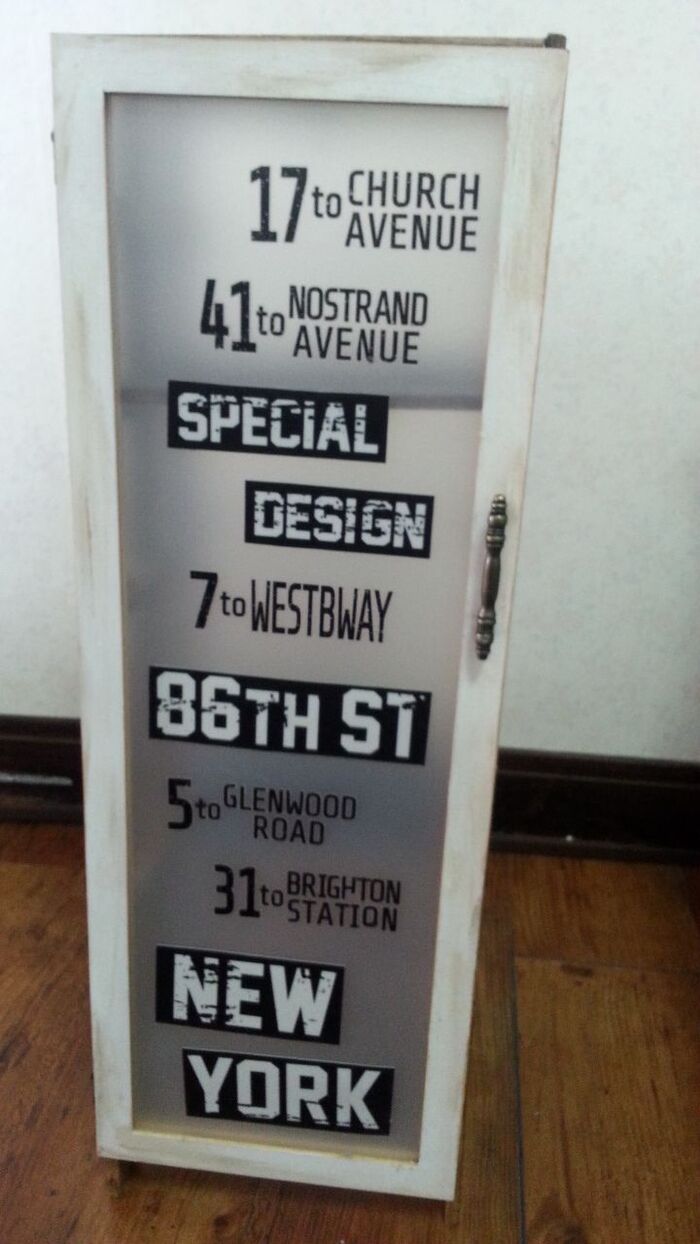 17 to CHURCH
AVENUE
41 to NOSTRAND
AVENUE
SPECIAL
DESIGN
7 to WESTBWAY
86TH ST
5 to GLENWOOD
ROAD
31 to BRIGHTON
STATION
NEW
YORK